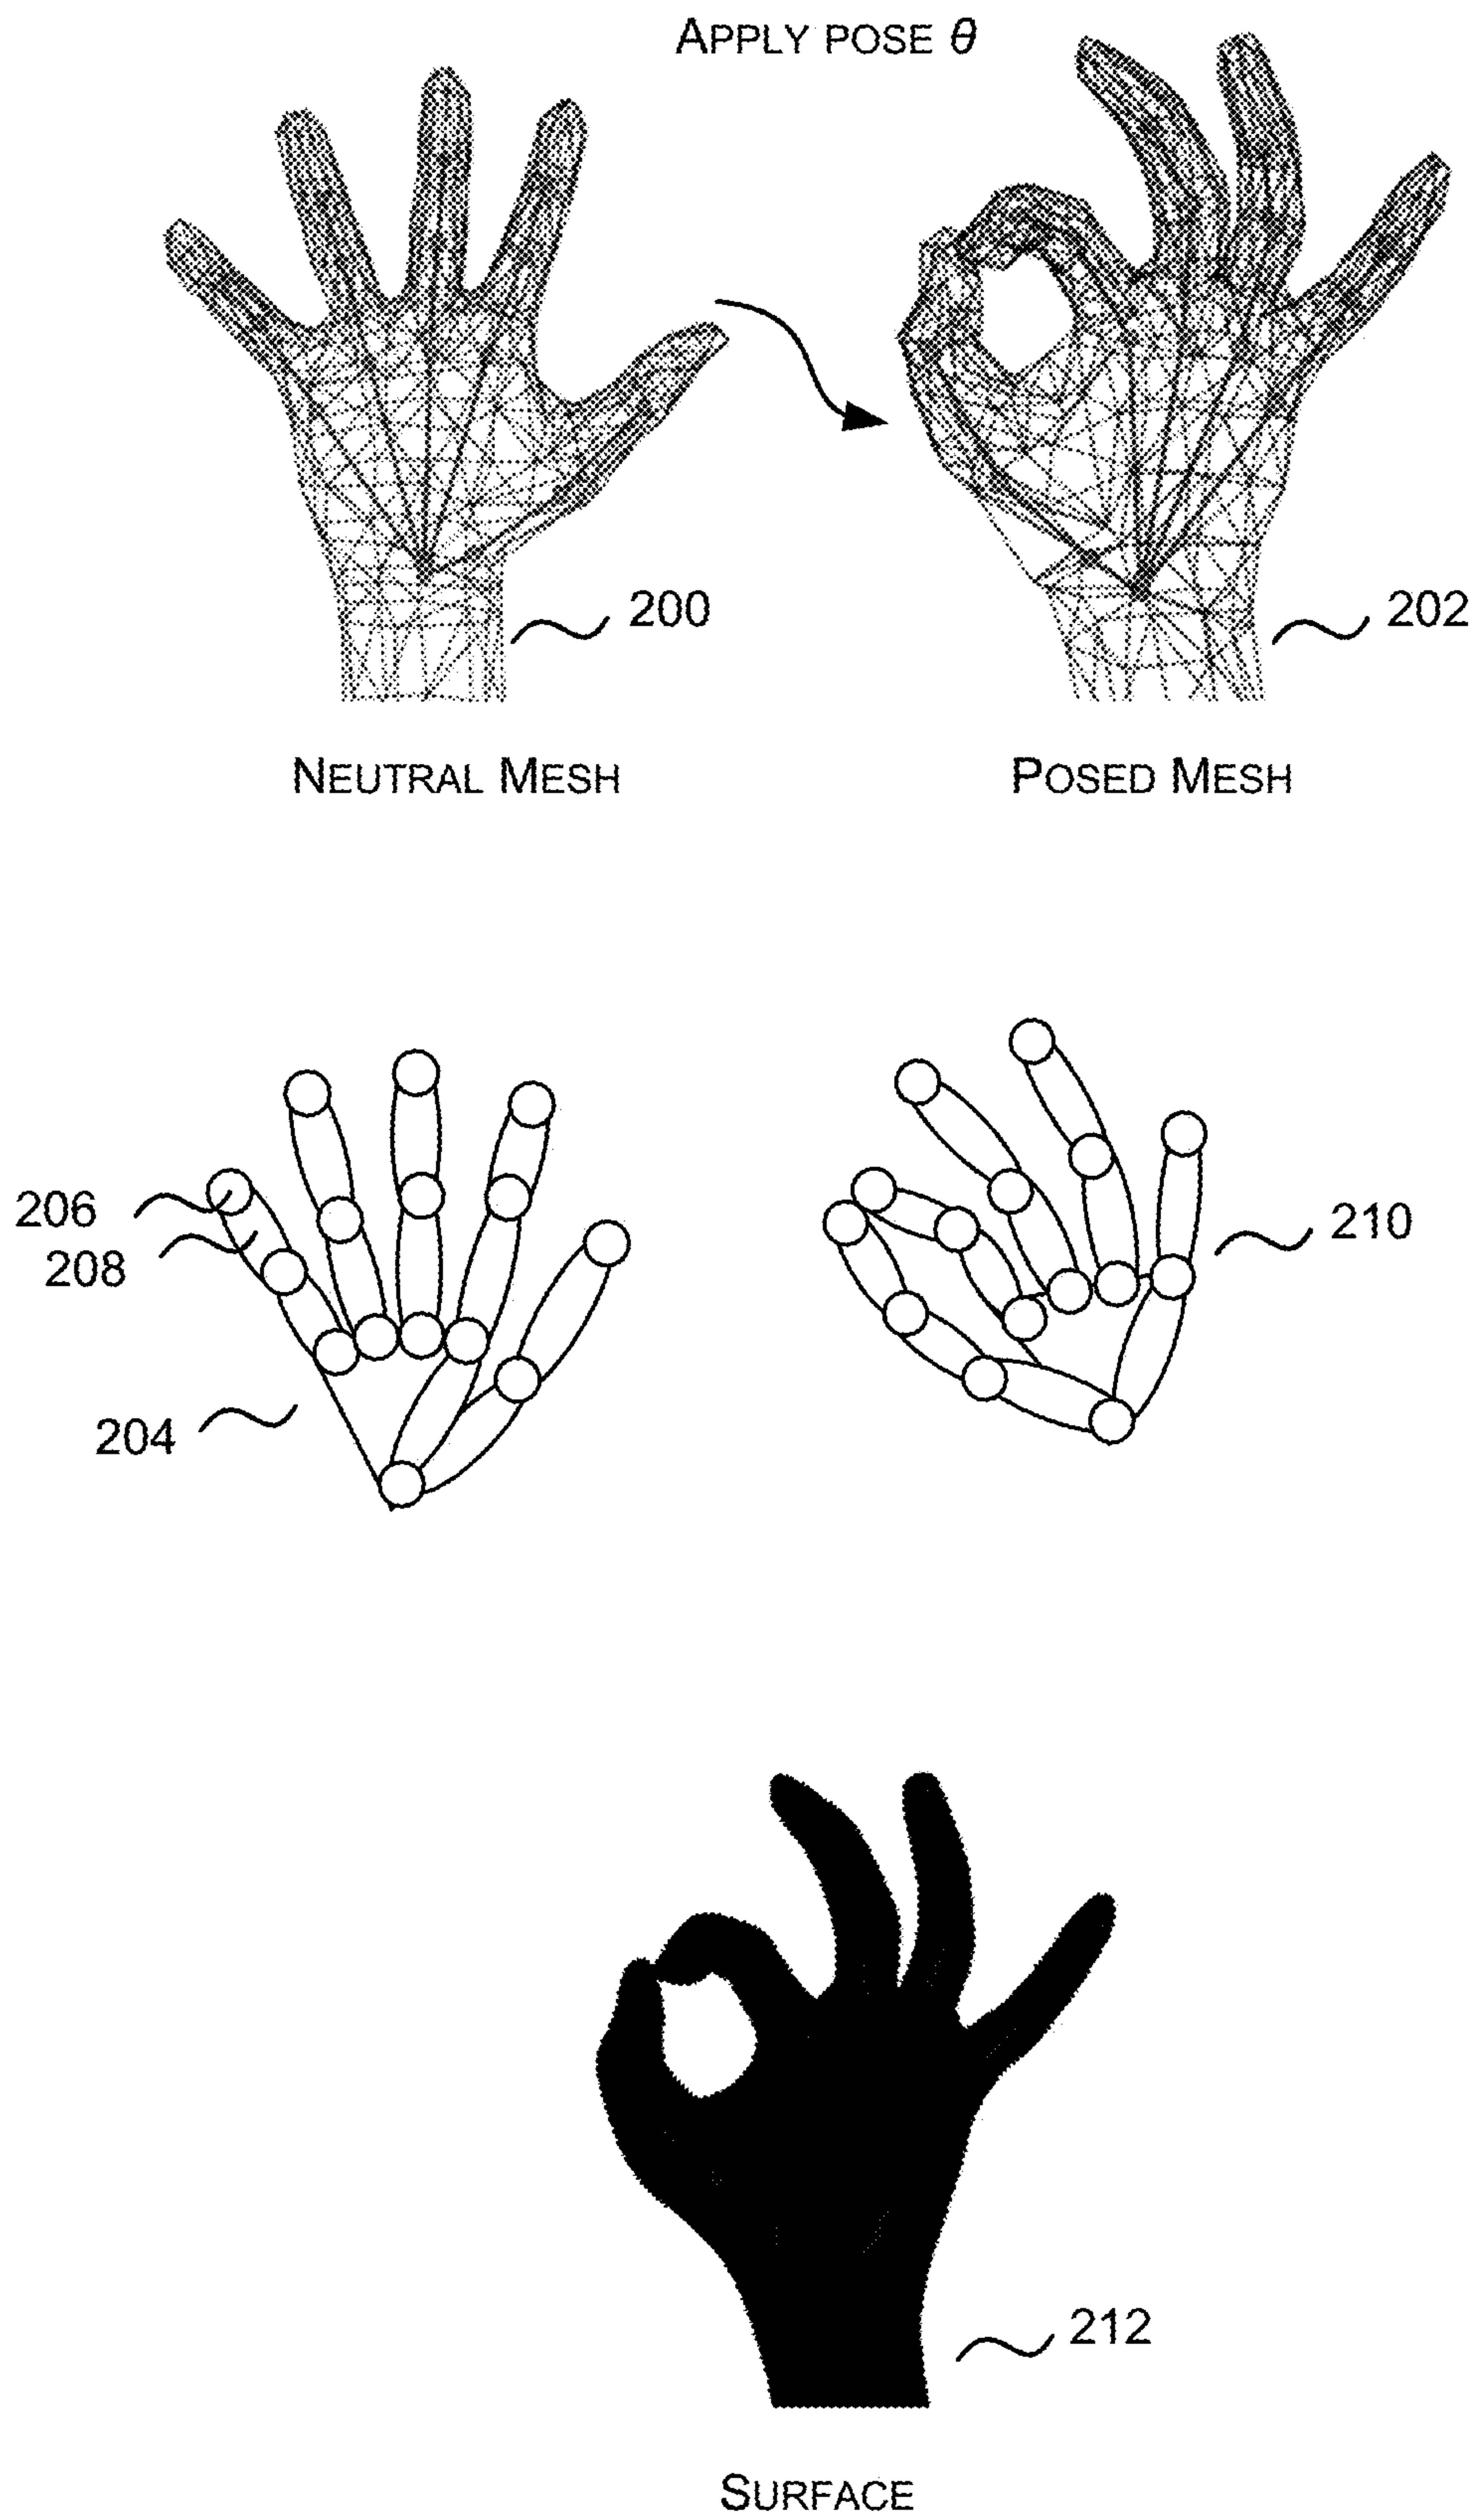 APPLY POSE θ
200
202
NEUTRAL MESH
POSED MESH
206
208
210
204
212
SURFACE